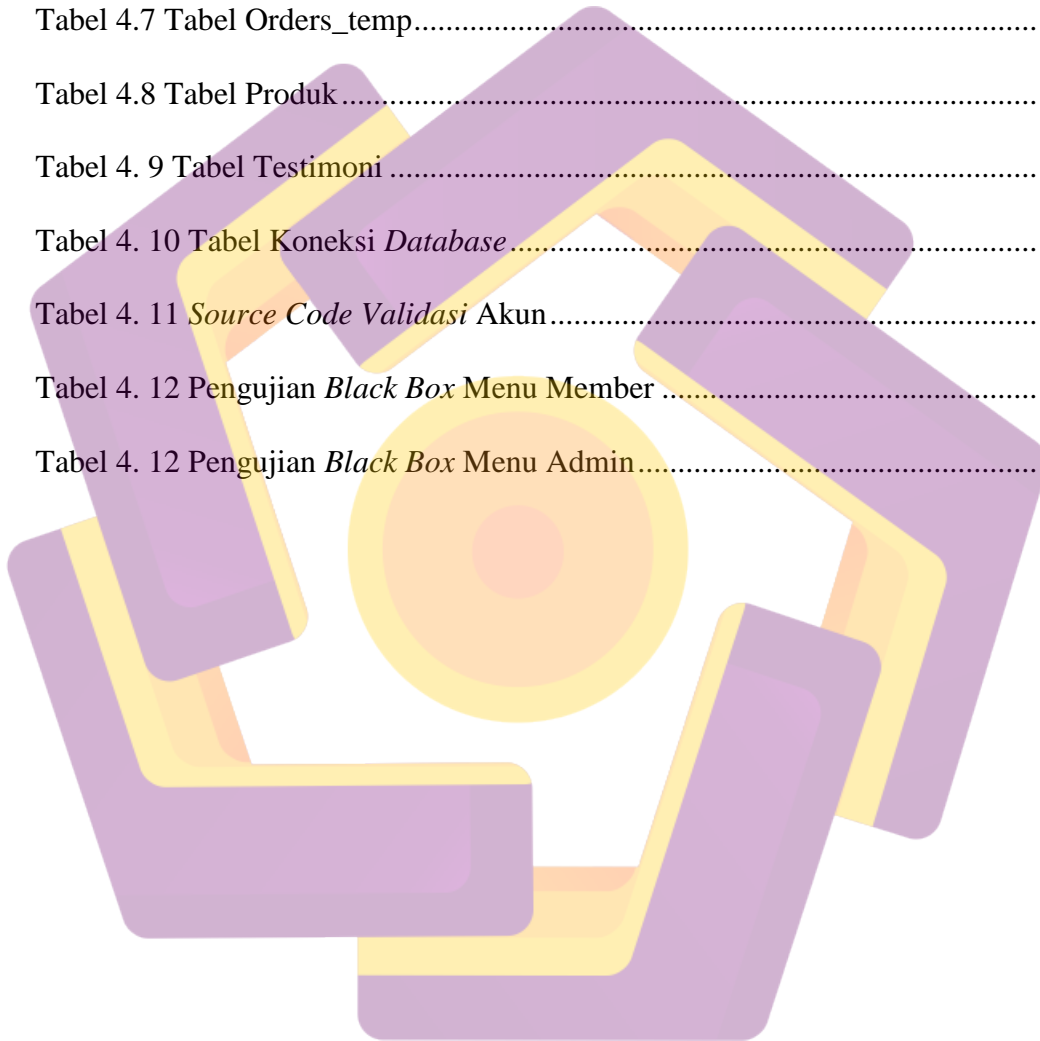 Tabel 4.7 Tabel Orders_temp................................................................................
Tabel 4.8 Tabel Produk.........................................................................................
Tabel 4. 9 Tabel Testimoni ...................................................................................
Tabel 4. 10 Tabel Koneksi Database....................................................................
Tabel 4. 11 Source Code Validasi Akun...............................................................
Tabel 4. 12 Pengujian Black Box Menu Member ................................................
Tabel 4. 12 Pengujian Black Box Menu Admin...................................................